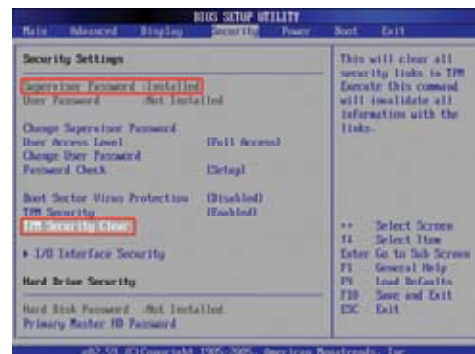 BIOS SETUP UTILITY
Main Advanced Display Security Power Boot Exit
Security Settings
Supervisor Password :Installed
User Password :Not Installed
Change Supervisor Password
User Access Level [Full Access]
Change User Password
Password Check [Setup]
Boot Sector Virus Protection [Disabled]
TPM Security [Enabled]
TPM Security Clear
I/O Interface Security
Hard Drive Security
Hard Disk Password :Not Installed
Primary Master HD Password
This will clear all
security links in TPM
Execute this command
will invalidate all
information with the
links.
Select Screen
Select Item
Enter Go to Sub Screen
F1 General Help
F9 Load Defaults
F10 Save and Exit
ESC Exit
v02.59 (C)Copyright 1985-2005, American Megatrends, Inc.